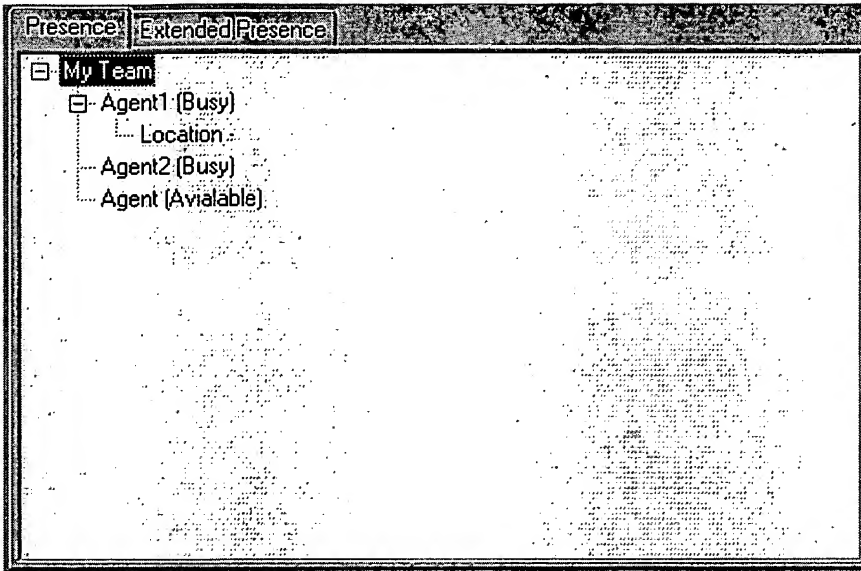 Presence Extended Presence
My Team
Agent1 (Busy)
Location -
Agent2 (Busy)
Agent (Avialable)